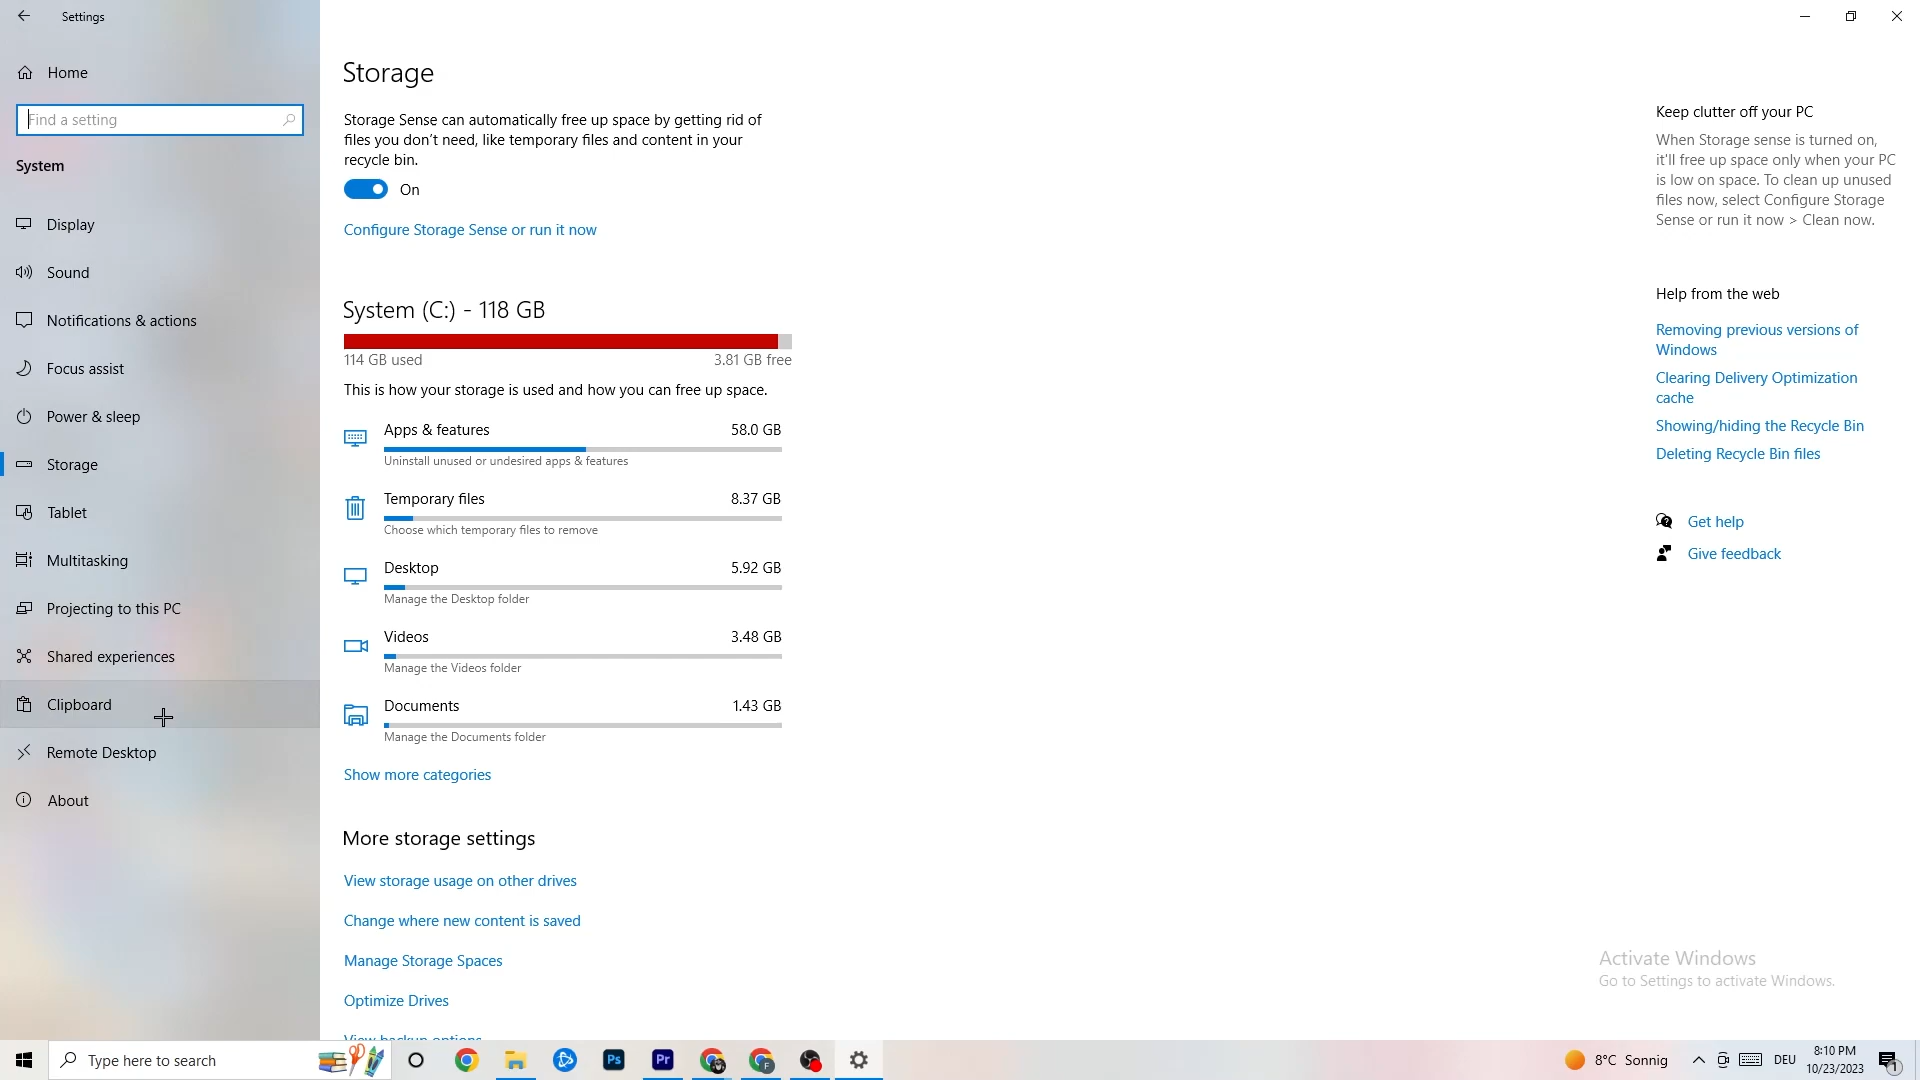 Settings
Home
Find a setting
System
Display
Sound
Notifications & actions
Focus assist
Power & sleep
Storage
Tablet
Multitasking
Projecting to this PC
Shared experiences
Clipboard
Remote Desktop
About
Storage
Storage Sense can automatically free up space by getting rid of
files you don't need, like temporary files and content in your
recycle bin.
On
Configure Storage Sense or run it now
System (C:) - 118 GB
114 GB used 3.81 GB free
This is how your storage is used and how you can free up space.
Apps & features 58.0 GB
Uninstall unused or undesired apps & features
Temporary files 8.37 GB
Choose which temporary files to remove
Desktop 5.92 GB
Manage the Desktop folder
Videos 3.48 GB
Manage the Videos folder
Documents 1.43 GB
Manage the Documents folder
Show more categories
More storage settings
View storage usage on other drives
Change where new content is saved
Manage Storage Spaces
Optimize Drives
View backup options
Keep clutter off your PC
When Storage sense is turned on,
it'll free up space only when your PC
is low on space. To clean up unused
files now, select Configure Storage
Sense or run it now > Clean now.
Help from the web
Removing previous versions of
Windows
Clearing Delivery Optimization
cache
Showing/hiding the Recycle Bin
Deleting Recycle Bin files
Get help
Give feedback
Activate Windows
Go to Settings to activate Windows.
Type here to search
Ps
Pr
F
8°C Sonnig
DEU
8:10 PM
10/23/2023
1